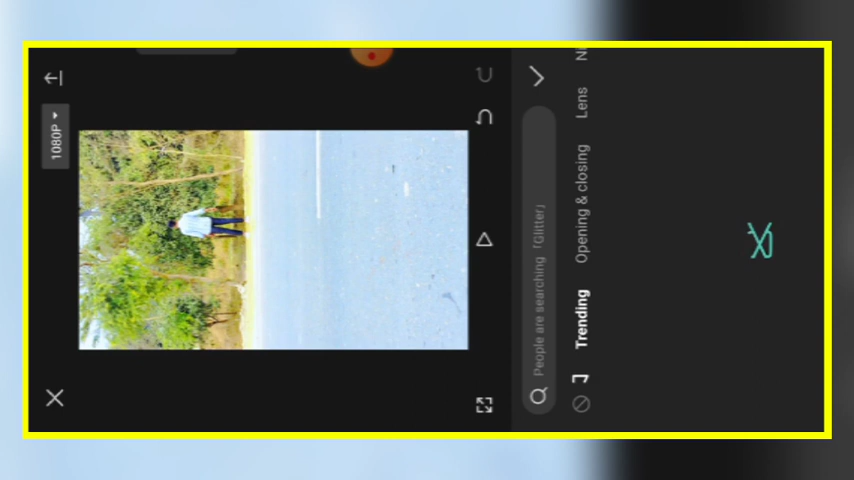 1080P
People are searching「Glitter」
Trending Opening & closing Lens